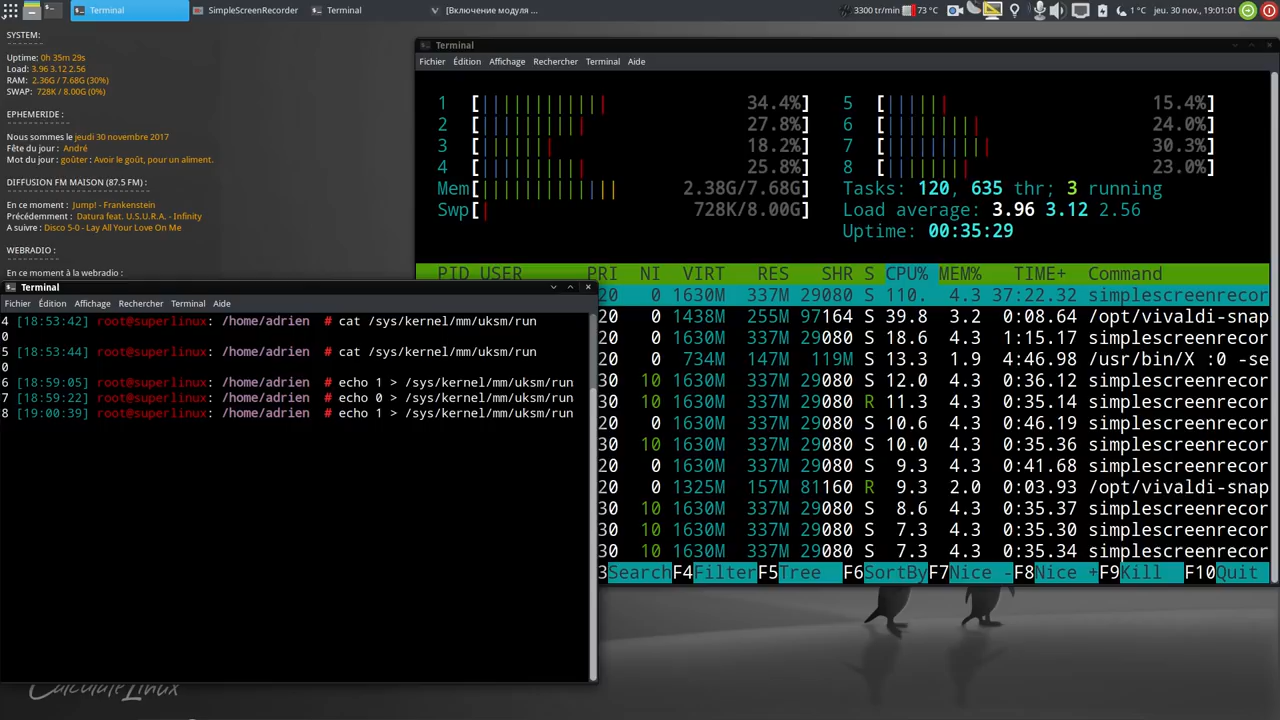 Terminal
SimpleScreenRecorder
Terminal
[Включение модуля ...
3300 tr/min
73 °C
1 °C
jeu. 30 nov., 19:01:01
SYSTEM:
Uptime: 0h 35m 29s
Load: 3.96 3.12 2.56
RAM: 2.36G / 7.68G (30%)
SWAP: 728K / 8.00G (0%)
EPHEMERIDE :
Nous sommes le jeudi 30 novembre 2017
Fête du jour : André
Mot du jour : goûter : Avoir le goût, pour un aliment.
DIFFUSION FM MAISON (87.5 FM) :
En ce moment : Jump! - Frankenstein
Précédemment : Datura feat. U.S.U.R.A. - Infinity
A suivre : Disco 5-0 - Lay All Your Love On Me
WEBRADIO :
En ce moment à la webradio :
Terminal
Fichier Édition Affichage Rechercher Terminal Aide
1 [ 34.4%] 5 [ 15.4%]
2 [ 27.8%] 6 [ 24.0%]
3 [ 18.2%] 7 [ 30.3%]
4 [ 25.8%] 8 [ 23.0%]
Mem[ 2.38G/7.68G] Tasks: 120, 635 thr; 3 running
Swp[ 728K/8.00G] Load average: 3.96 3.12 2.56
Uptime: 00:35:29
PID USER PRI NI VIRT RES SHR S CPU% MEM% TIME+ Command
20 0 1630M 337M 29080 S 110. 4.3 37:22.32 simplescreenrecor
20 0 1438M 255M 97164 S 39.8 3.2 0:08.64 /opt/vivaldi-snap
20 0 1630M 337M 29080 S 18.6 4.3 1:15.17 simplescreenrecor
20 0 734M 147M 119M S 13.3 1.9 4:46.98 /usr/bin/X :0 -se
30 10 1630M 337M 29080 S 12.0 4.3 0:36.12 simplescreenrecor
30 10 1630M 337M 29080 R 11.3 4.3 0:35.14 simplescreenrecor
20 0 1630M 337M 29080 S 10.6 4.3 0:46.19 simplescreenrecor
30 10 1630M 337M 29080 S 10.0 4.3 0:35.36 simplescreenrecor
20 0 1630M 337M 29080 S 9.3 4.3 0:41.68 simplescreenrecor
20 0 1325M 157M 81160 R 9.3 2.0 0:03.93 /opt/vivaldi-snap
30 10 1630M 337M 29080 S 8.6 4.3 0:35.37 simplescreenrecor
30 10 1630M 337M 29080 S 7.3 4.3 0:35.30 simplescreenrecor
30 10 1630M 337M 29080 S 7.3 4.3 0:35.34 simplescreenrecor
3Search F4Filter F5Tree F6SortBy F7Nice - F8Nice + F9Kill F10Quit
Terminal
Fichier Édition Affichage Rechercher Terminal Aide
4 [18:53:42] root@superlinux: /home/adrien # cat /sys/kernel/mm/uksm/run
0
5 [18:53:44] root@superlinux: /home/adrien # cat /sys/kernel/mm/uksm/run
0
6 [18:59:05] root@superlinux: /home/adrien # echo 1 > /sys/kernel/mm/uksm/run
7 [18:59:22] root@superlinux: /home/adrien # echo 0 > /sys/kernel/mm/uksm/run
8 [19:00:39] root@superlinux: /home/adrien # echo 1 > /sys/kernel/mm/uksm/run
Calculate Linux